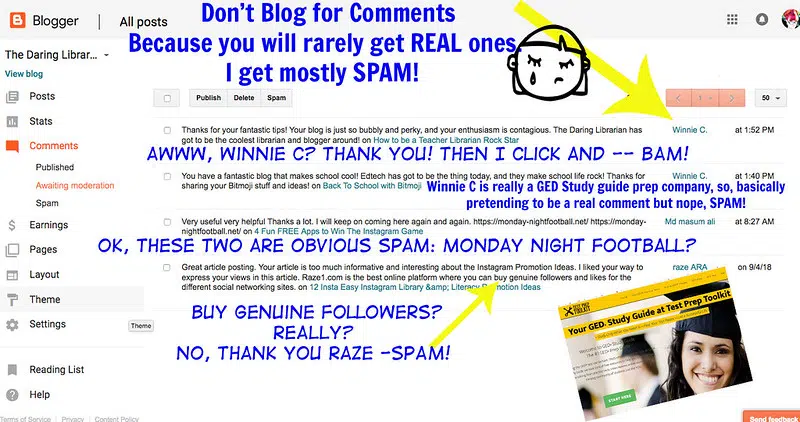 Blogger
All posts
Don't Blog for Comments
Because you will rarely get REAL ones.
I get mostly SPAM!
The Daring Librar...
View blog
Posts
Stats
Comments
Published
Awaiting moderation
Spam
Earnings
Pages
Layout
Theme
Settings
Theme
Reading List
Help
Terms of Service | Privacy | Content Policy
Publish Delete Spam
1
50
Thanks for your fantastic tips! Your blog is just so bubbly and perky, and your enthusiasm is contagious. The Daring Librarian has
got to be the coolest librarian and blogger around! on How to be a Teacher Librarian Rock Star
Winnie C. at 1:52 PM
AWWW, WINNIE C? THANK YOU! THEN I CLICK AND -- BAM!
You have a fantastic blog that makes school cool! Edtech has got to be the thing today, and they make school life rock! Thanks for
sharing your Bitmoji stuff and ideas! on Back To School with Bitmoji
Winnie C. at 1:40 PM
Winnie C is really a GED Study guide prep company, so, basically
pretending to be a real comment but nope, SPAM!
Very useful very helpful Thanks a lot. I will keep on coming here again and again. https://monday-nightfootball.net/ https://monday-
nightfootball.net/ on 4 Fun FREE Apps to Win The Instagram Game
Md masum ali at 8:27 AM
OK, THESE TWO ARE OBVIOUS SPAM: MONDAY NIGHT FOOTBALL?
Great article posting. Your article is too much informative and interesting about the Instagram Promotion Ideas. I liked your way to
express your views in this article. Raze1.com is the best online platform where you can buy genuine followers and likes for the
different social networking sites. on 12 Insta Easy Instagram Library &amp; Literacy Promotion Ideas
raze ARA on 9/4/18
BUY GENUINE FOLLOWERS?
REALLY?
NO, THANK YOU RAZE -SPAM!
TEST PREP
TOOLKIT
Your GED® Study Guide at Test Prep Toolkit
START HERE
Send feedback